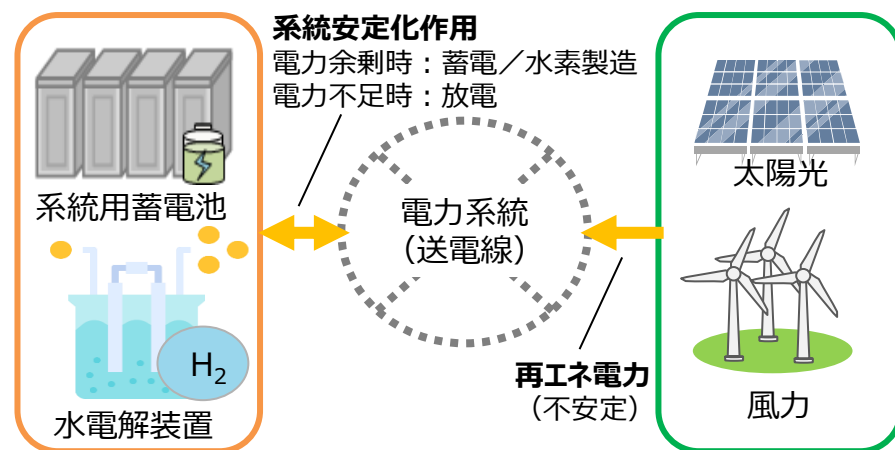 系統安定化作用
電力余剰時：蓄電／水素製造
電力不足時：放電
系統用蓄電池
H₂
水電解装置
電力系統
（送電線）
再エネ電力
（不安定）
太陽光
風力